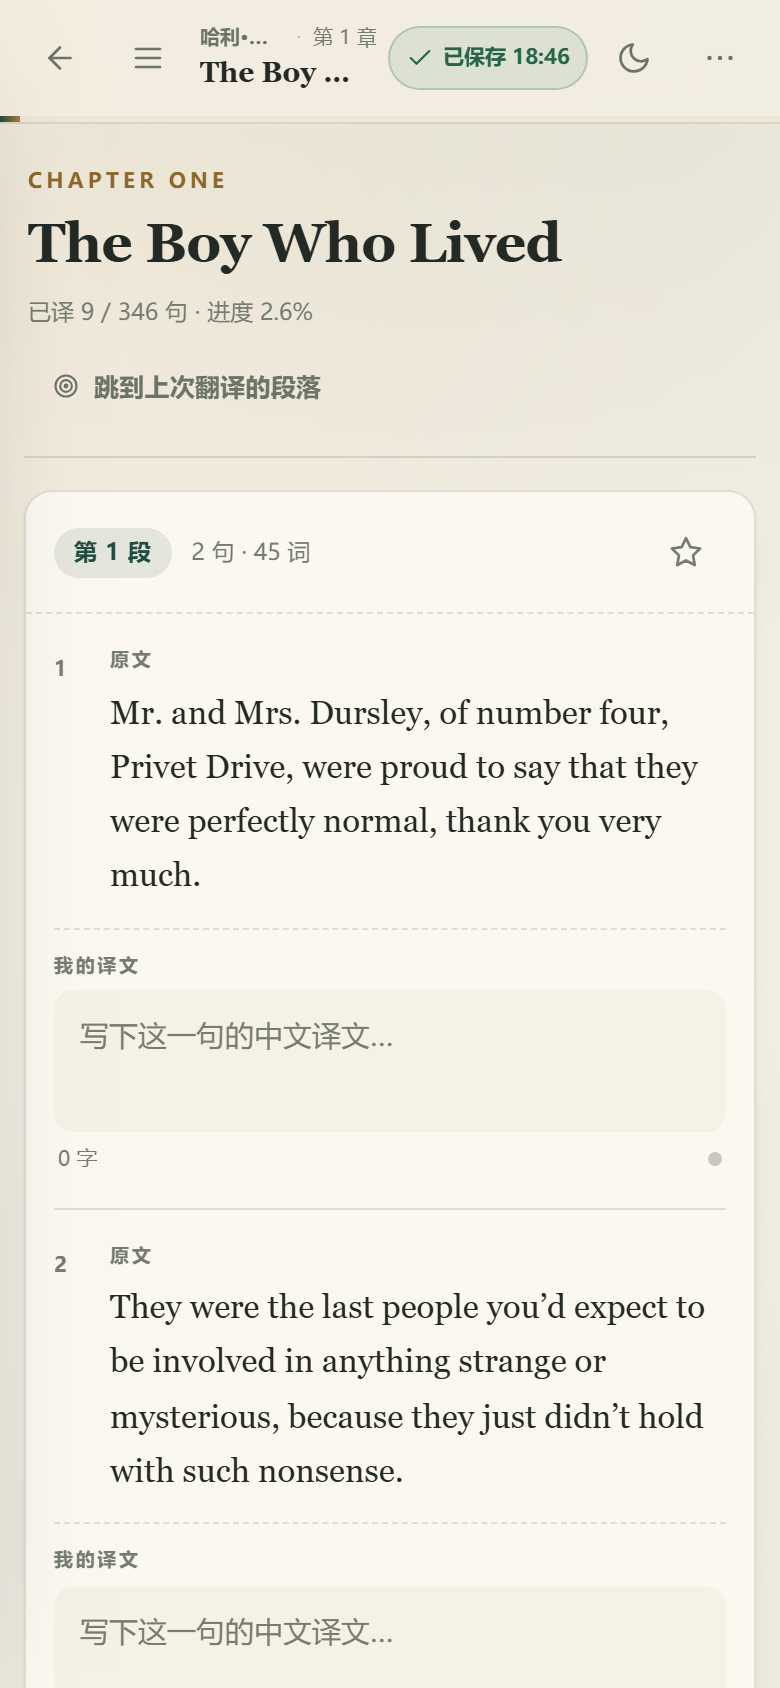 哈利•... · 第 1 章
The Boy ...
已保存 18:46
CHAPTER ONE
The Boy Who Lived
已译 9 / 346 句 · 进度 2.6%
跳到上次翻译的段落
第 1 段 2 句 · 45 词
1 原文
Mr. and Mrs. Dursley, of number four,
Privet Drive, were proud to say that they
were perfectly normal, thank you very
much.
我的译文
写下这一句的中文译文...
0 字
2 原文
They were the last people you’d expect to
be involved in anything strange or
mysterious, because they just didn’t hold
with such nonsense.
我的译文
写下这一句的中文译文...